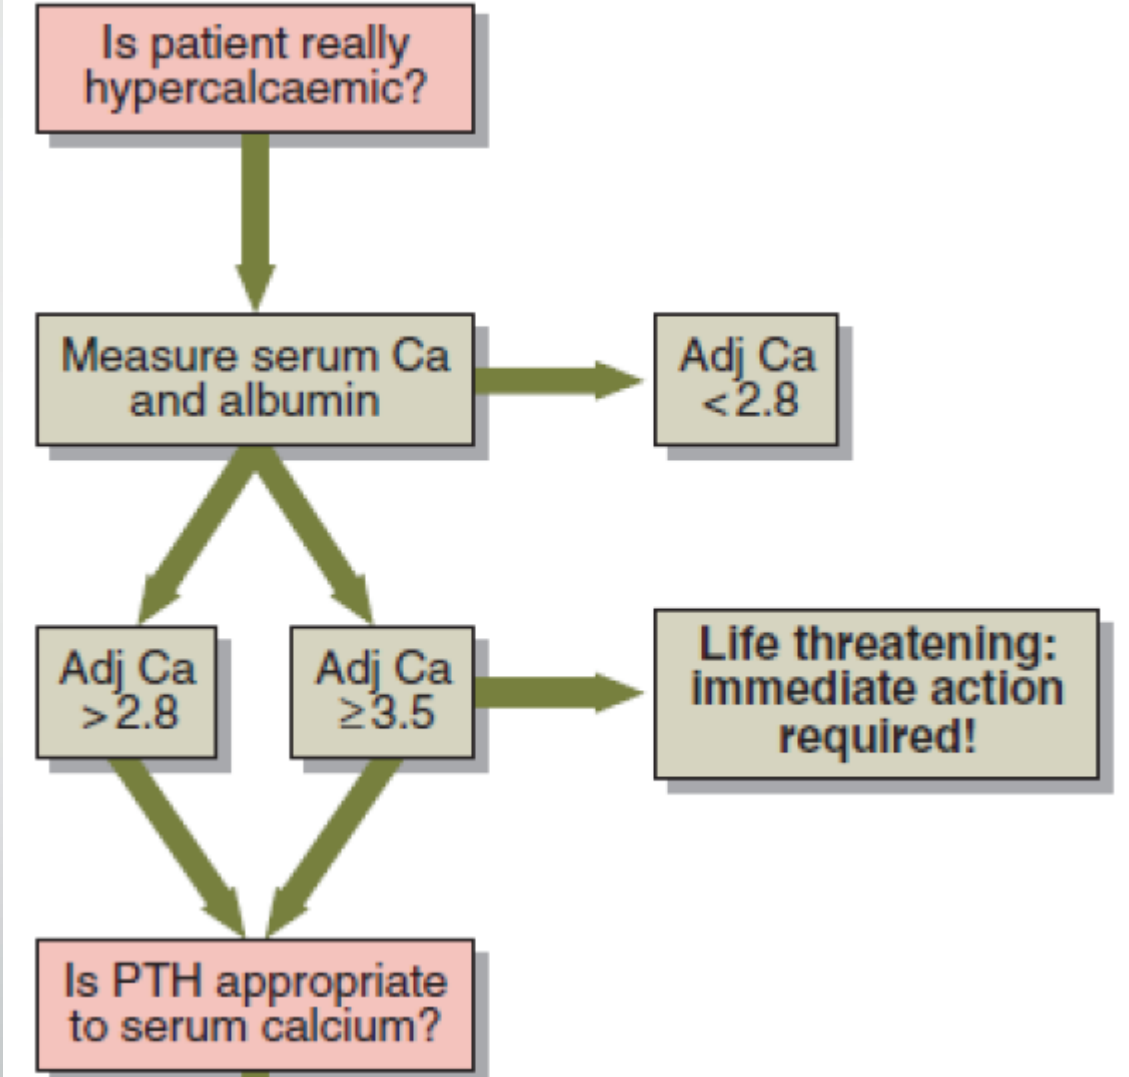 Is patient really
hypercalcaemic?
Measure serum Ca
and albumin
Adj Ca
<2.8
Adj Ca
>2.8
Adj Ca
≥3.5
Life threatening:
immediate action
required!
Is PTH appropriate
to serum calcium?